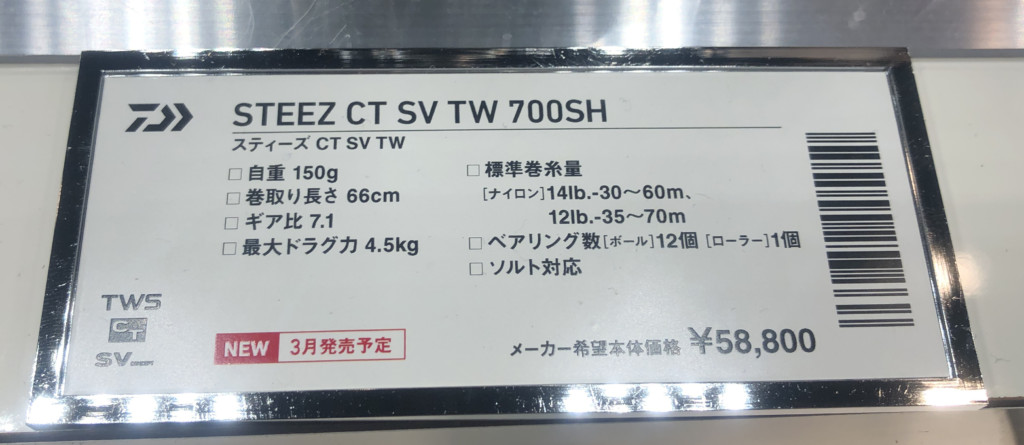 STEEZ CT SV TW 700SH
スティーズ CT SV TW
□自重 150g
□巻取り長さ 66cm
□ギア比 7.1
□最大ドラグ力 4.5kg
□標準巻糸量
[ナイロン]14lb.-30〜60m、
12lb.-35〜70m
□ベアリング数[ボール]12個 [ローラー]1個
□ソルト対応
TWS
CT
SV CONCEPT
NEW 3月発売予定
メーカー希望本体価格 ¥58,800